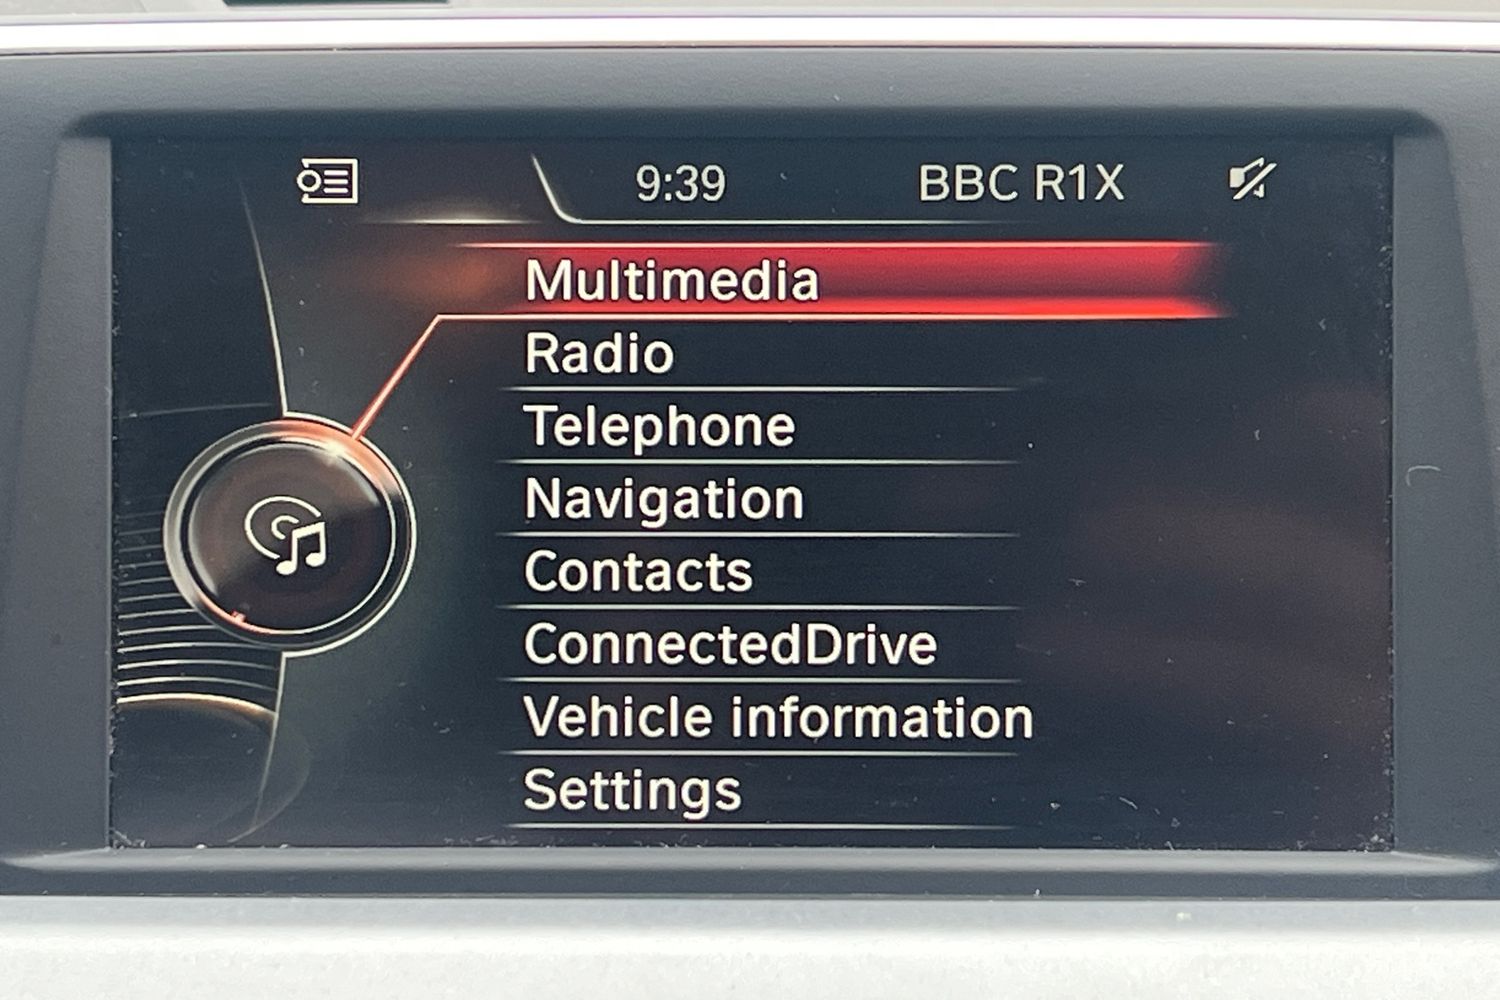 9:39 BBC R1X
Multimedia
Radio
Telephone
Navigation
Contacts
ConnectedDrive
Vehicle information
Settings